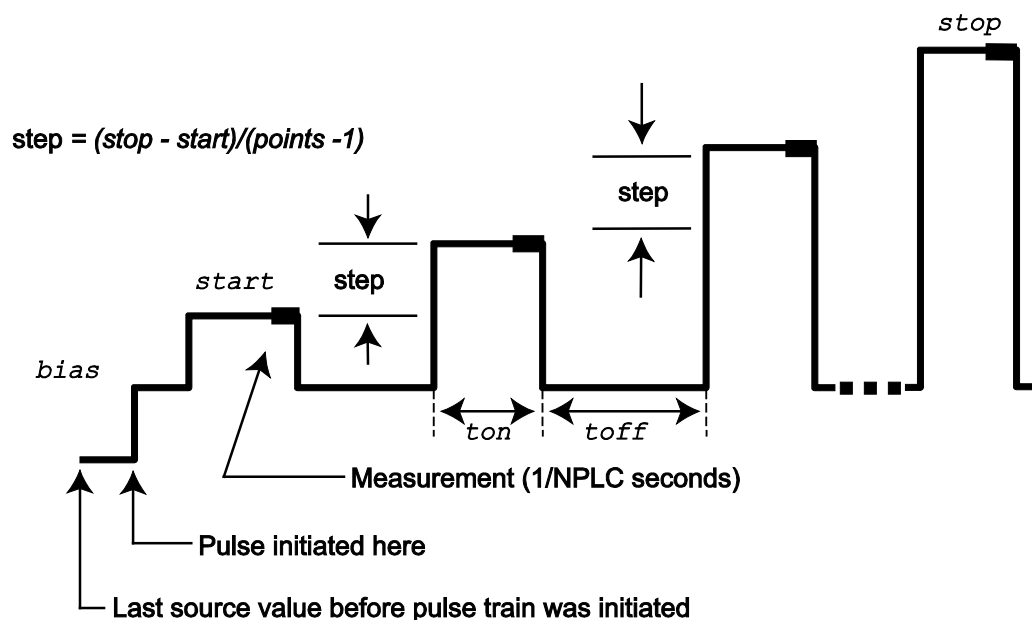 stop
step = (stop - start)/(points -1)
step
start
step
bias
ton
toff
Measurement (1/NPLC seconds)
Pulse initiated here
Last source value before pulse train was initiated